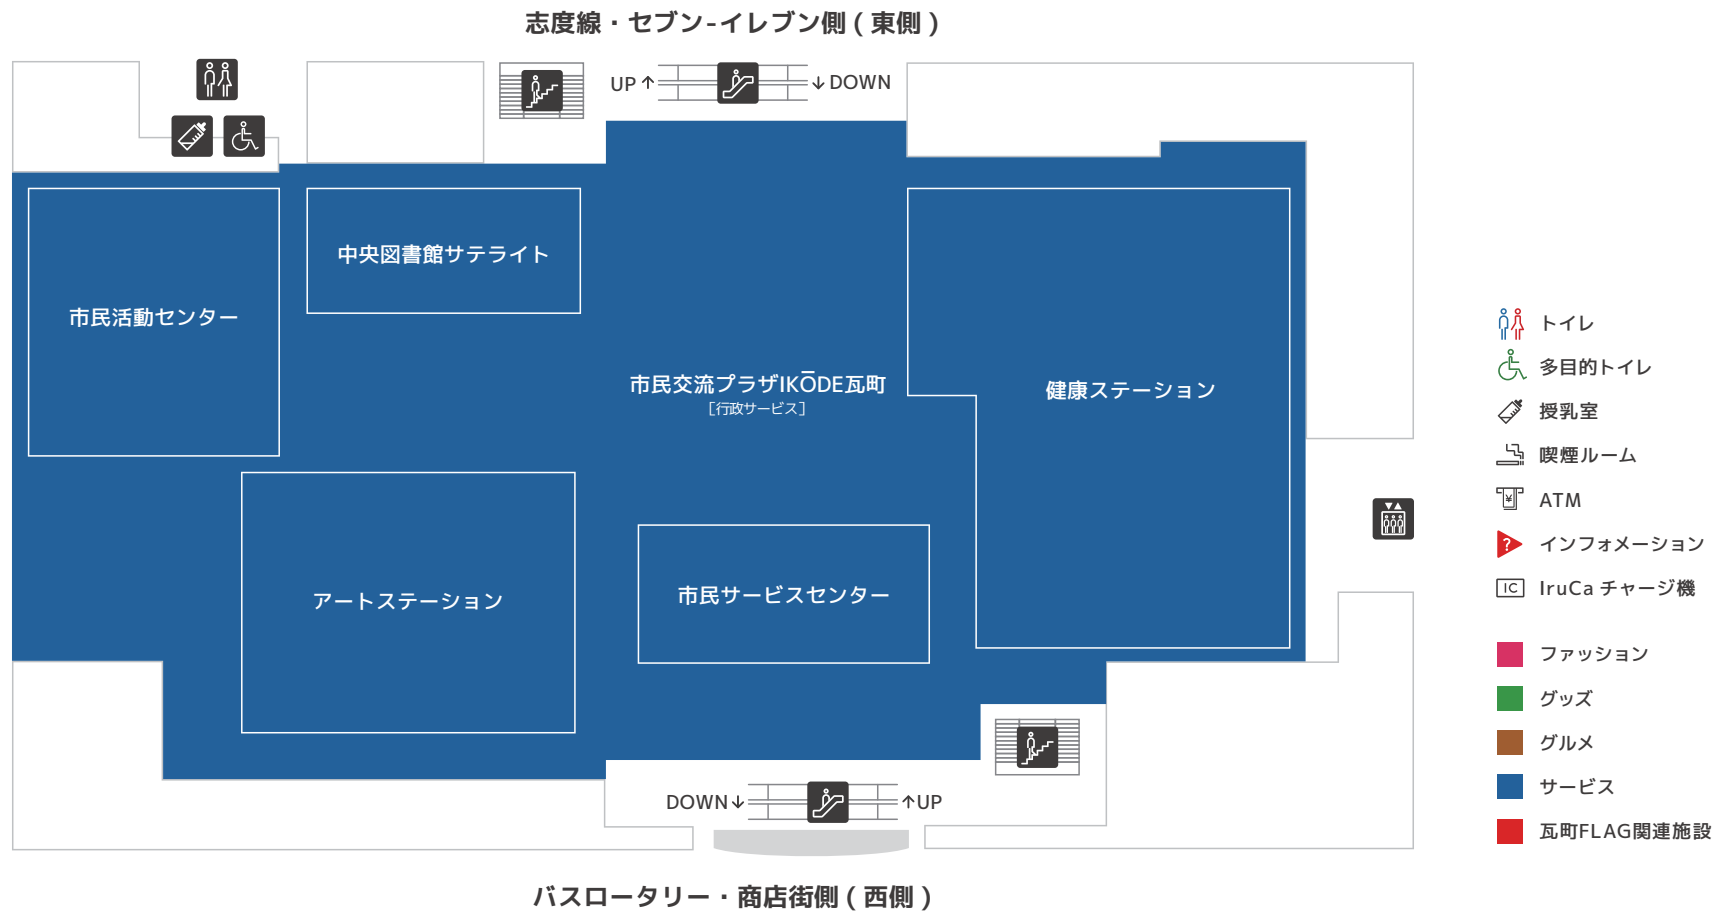 志度線・セブン-イレブン側 ( 東側 )
UP ↑
↓ DOWN
中央図書館サテライト
市民活動センター
市民交流プラザIKŌDE瓦町
［行政サービス］
健康ステーション
アートステーション
市民サービスセンター
DOWN ↓
↑ UP
バスロータリー・商店街側 ( 西側 )
トイレ
多目的トイレ
授乳室
喫煙ルーム
¥
ATM
?
インフォメーション
IC
IruCa チャージ機
ファッション
グッズ
グルメ
サービス
瓦町FLAG関連施設